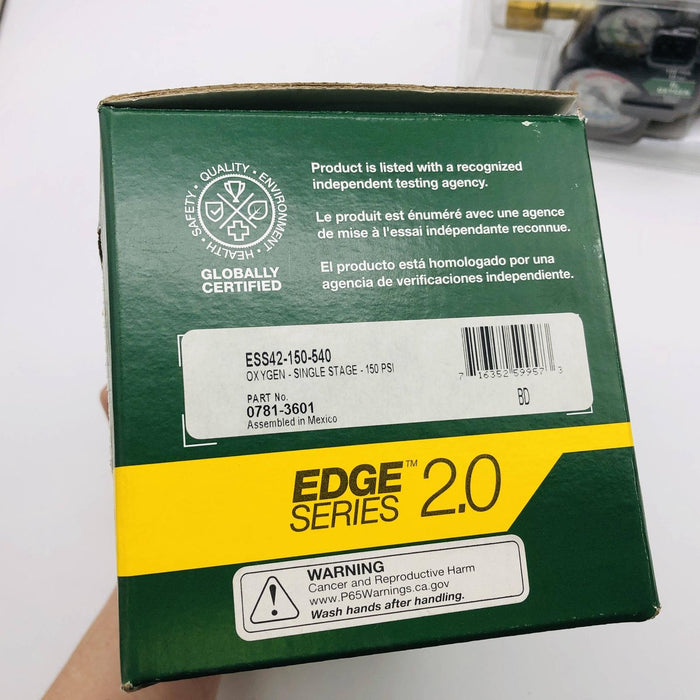 QUALITY • ENVIRONMENT • HEALTH • SAFETY •
GLOBALLY
CERTIFIED
Product is listed with a recognized
independent testing agency.
Le produit est énuméré avec une agence
de mise à l'essai indépendante reconnue.
El producto está homologado por una
agencia de verificaciones independiente.
ESS42-150-540
OXYGEN - SINGLE STAGE - 150 PSI
PART No.
0781-3601
Assembled in Mexico
7 16352 59957 3
BD
EDGE™
SERIES 2.0
WARNING
Cancer and Reproductive Harm
www.P65Warnings.ca.gov
Wash hands after handling.